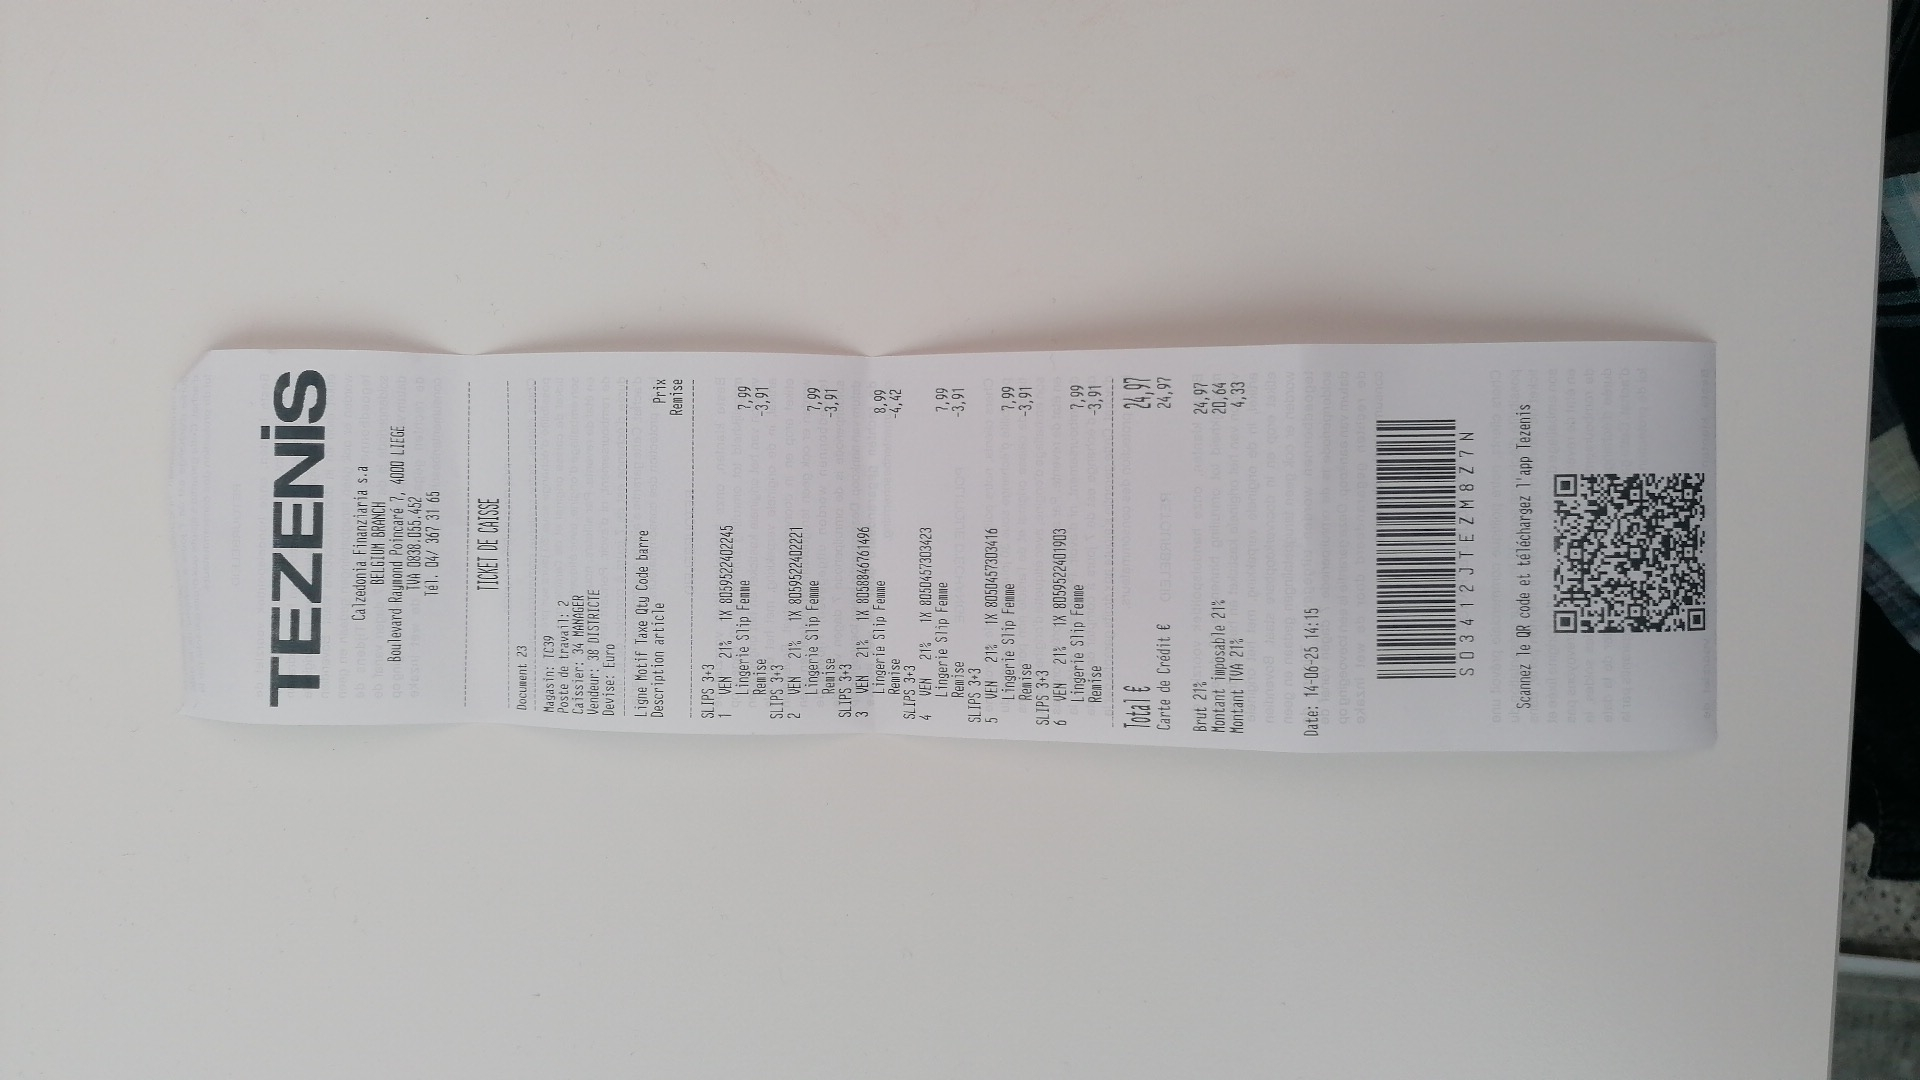 TEZENIS
Calzedonia Finanziaria s.a
BELGIUM BRANCH
Boulevard Raymond Poincaré 7, 4000 LIEGE
TVA 0838.055.452
Tél. 04/ 367 31 65
TICKET DE CAISSE
Document 23
Magasin: TC39
Poste de travail: 2
Caissier: 34 MANAGER
Vendeur: 38 DISTRICTE
Devise: Euro
Ligne Motif Taxe Qty Code barre Prix
Description article Remise
SLIPS 3+3
1 VEN 21% 1X 8059522402245
Lingerie Slip Femme 7,99
Remise -3,91
SLIPS 3+3
2 VEN 21% 1X 8059522402221
Lingerie Slip Femme 7,99
Remise -3,91
SLIPS 3+3
3 VEN 21% 1X 8058846761496
Lingerie Slip Femme 8,99
Remise -4,42
SLIPS 3+3
4 VEN 21% 1X 8050457303423
Lingerie Slip Femme 7,99
Remise -3,91
SLIPS 3+3
5 VEN 21% 1X 8050457303416
Lingerie Slip Femme 7,99
Remise -3,91
SLIPS 3+3
6 VEN 21% 1X 8059522401903
Lingerie Slip Femme 7,99
Remise -3,91
Total € 24,97
Carte de Crédit € 24,97
Brut 21% 24,97
Montant imposable 21% 20,64
Montant TVA 21% 4,33
Date: 14-06-25 14:15
S03412JTEZM8Z7N
Scannez le QR code et téléchargez l'app Tezenis